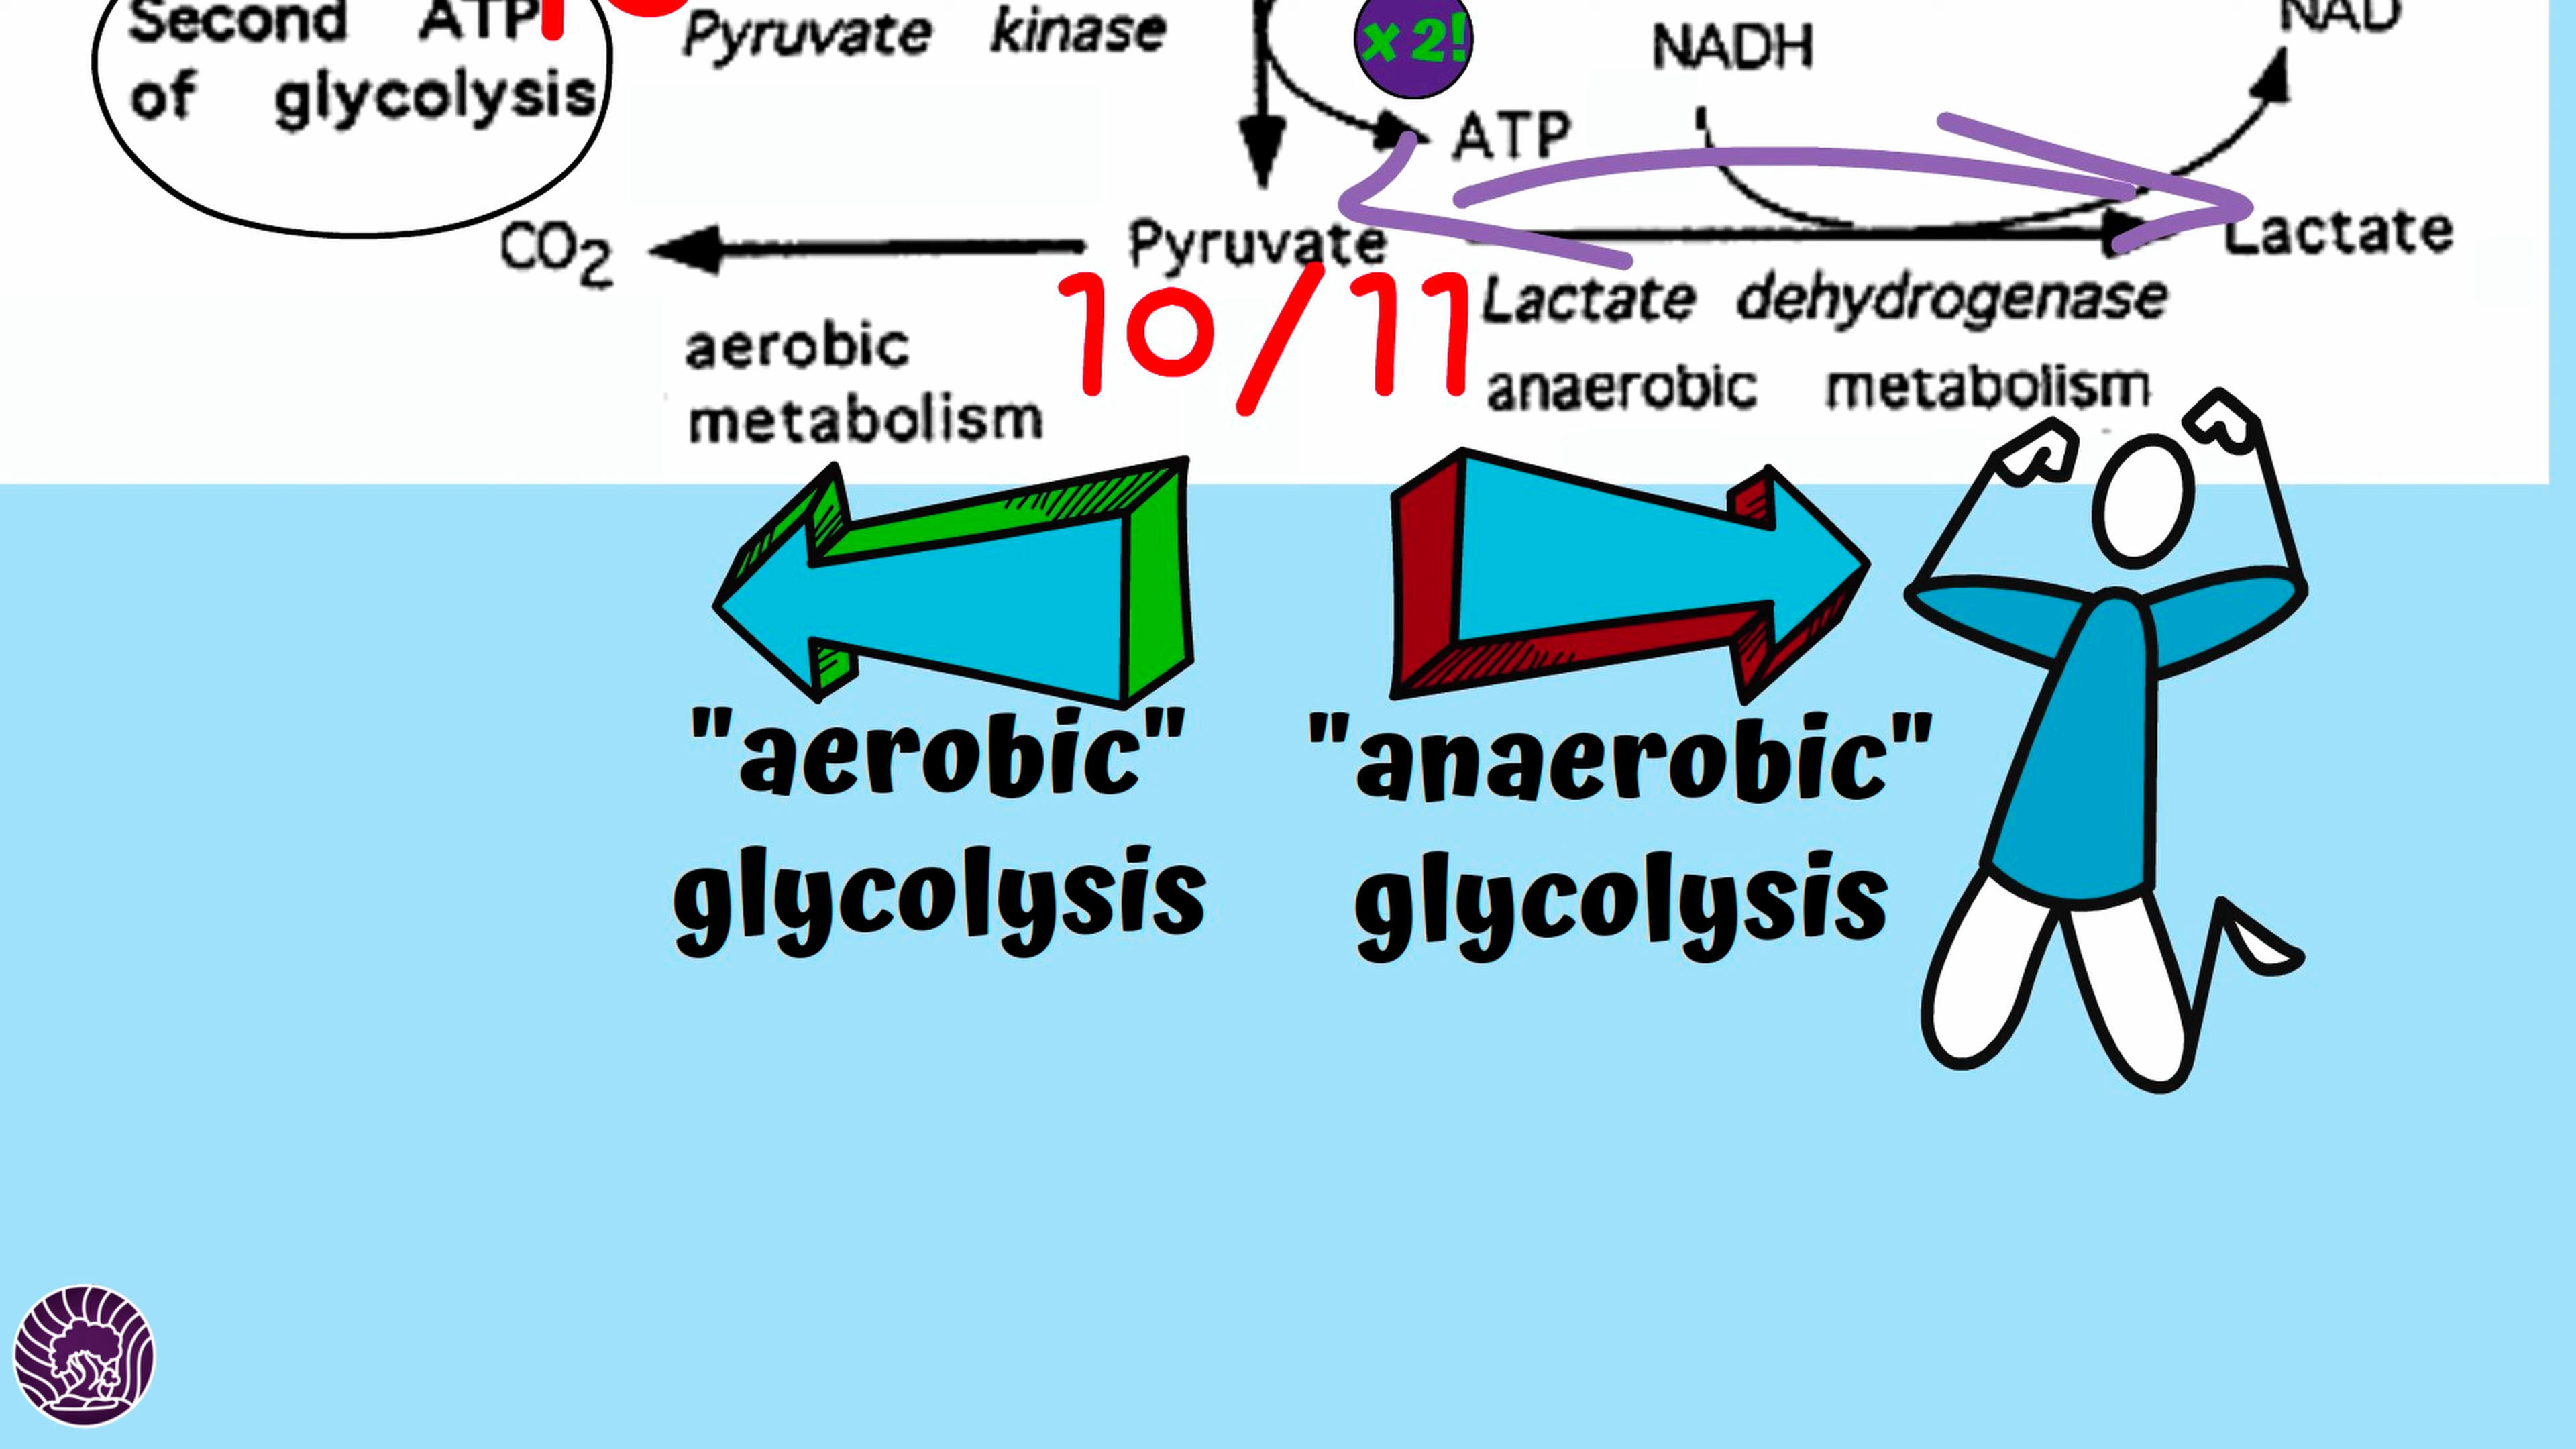 Second ATP
of glycolysis
Pyruvate kinase
x 2!
NADH
NAD
ATP
CO2
Pyruvate
Lactate
10/11
Lactate dehydrogenase
aerobic
metabolism
anaerobic metabolism
"aerobic"
glycolysis
"anaerobic"
glycolysis